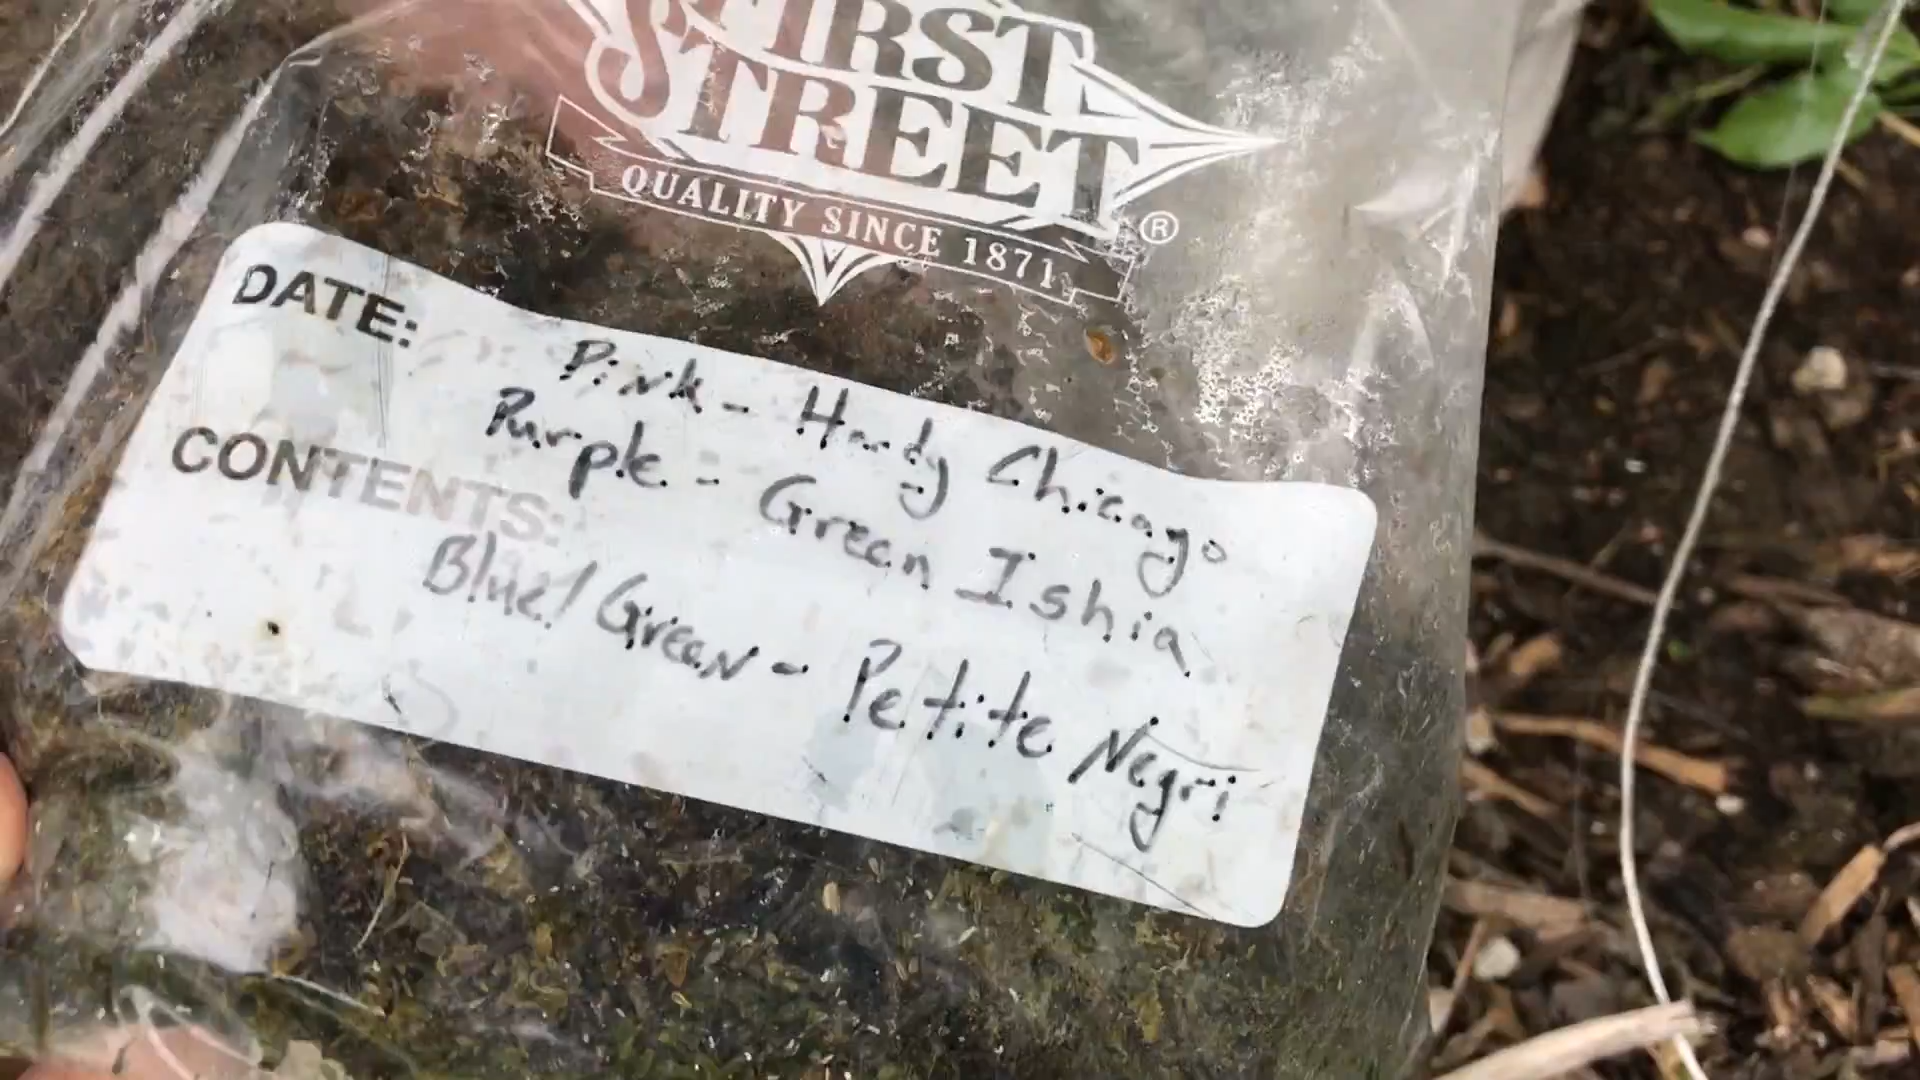 FIRST
STREET
QUALITY SINCE 1871 ®
DATE:
Pink - Hardy Chicago
Purple - Green Ishia
CONTENTS:
Blue/Green - Petite Negri